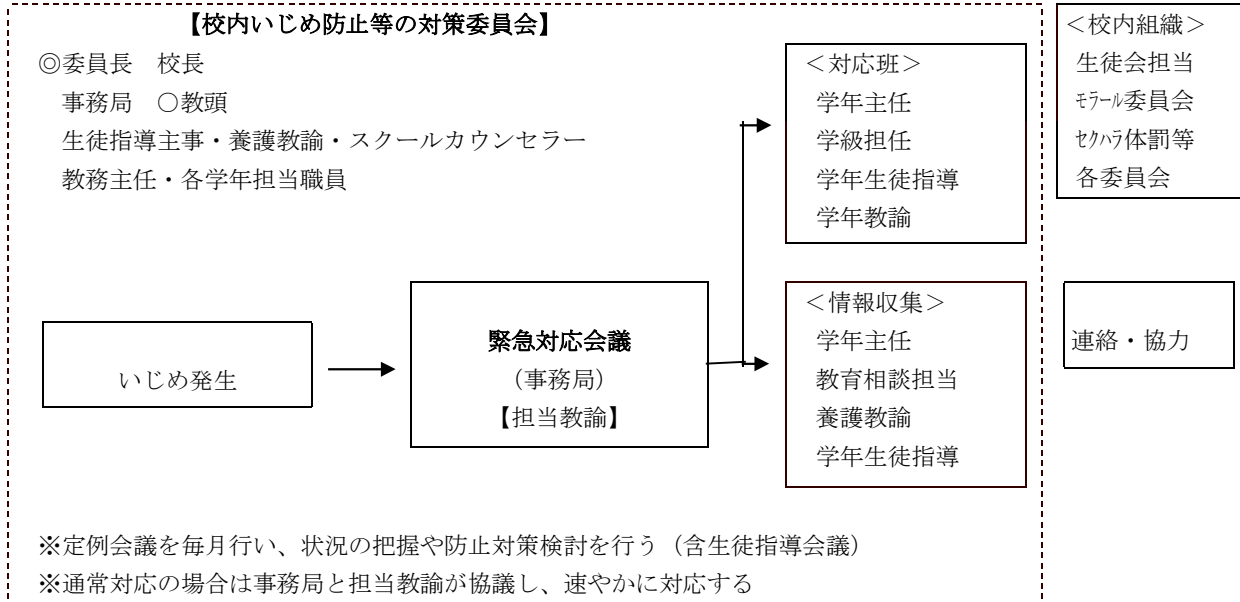 【校内いじめ防止等の対策委員会】
◎委員長　校長
事務局　○教頭
生徒指導主事・養護教諭・スクールカウンセラー
教務主任・各学年担当職員
＜対応班＞
学年主任
学級担任
学年生徒指導
学年教諭
＜校内組織＞
生徒会担当
ﾓﾗｰﾙ委員会
ｾｸﾊﾗ体罰等
各委員会
いじめ発生
緊急対応会議
（事務局）
【担当教諭】
＜情報収集＞
学年主任
教育相談担当
養護教諭
学年生徒指導
連絡・協力
※定例会議を毎月行い、状況の把握や防止対策検討を行う（含生徒指導会議）
※通常対応の場合は事務局と担当教諭が協議し、速やかに対応する